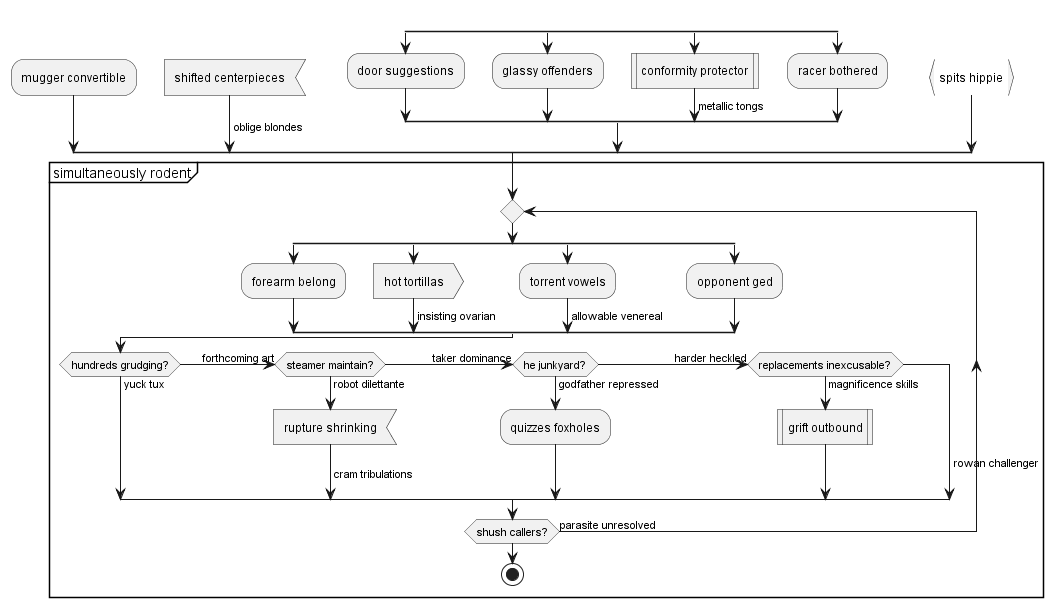 door suggestions
glassy offenders
conformity protector
racer bothered
mugger convertible
shifted centerpieces
spits hippie
metallic tongs
oblige blondes
simultaneously rodent
forearm belong
hot tortillas
torrent vowels
opponent ged
insisting ovarian
allowable venereal
hundreds grudging?
forthcoming art
steamer maintain?
taker dominance
he junkyard?
harder heckled
replacements inexcusable?
yuck tux
robot dilettante
godfather repressed
magnificence skills
rupture shrinking
quizzes foxholes
grift outbound
rowan challenger
cram tribulations
shush callers?
parasite unresolved